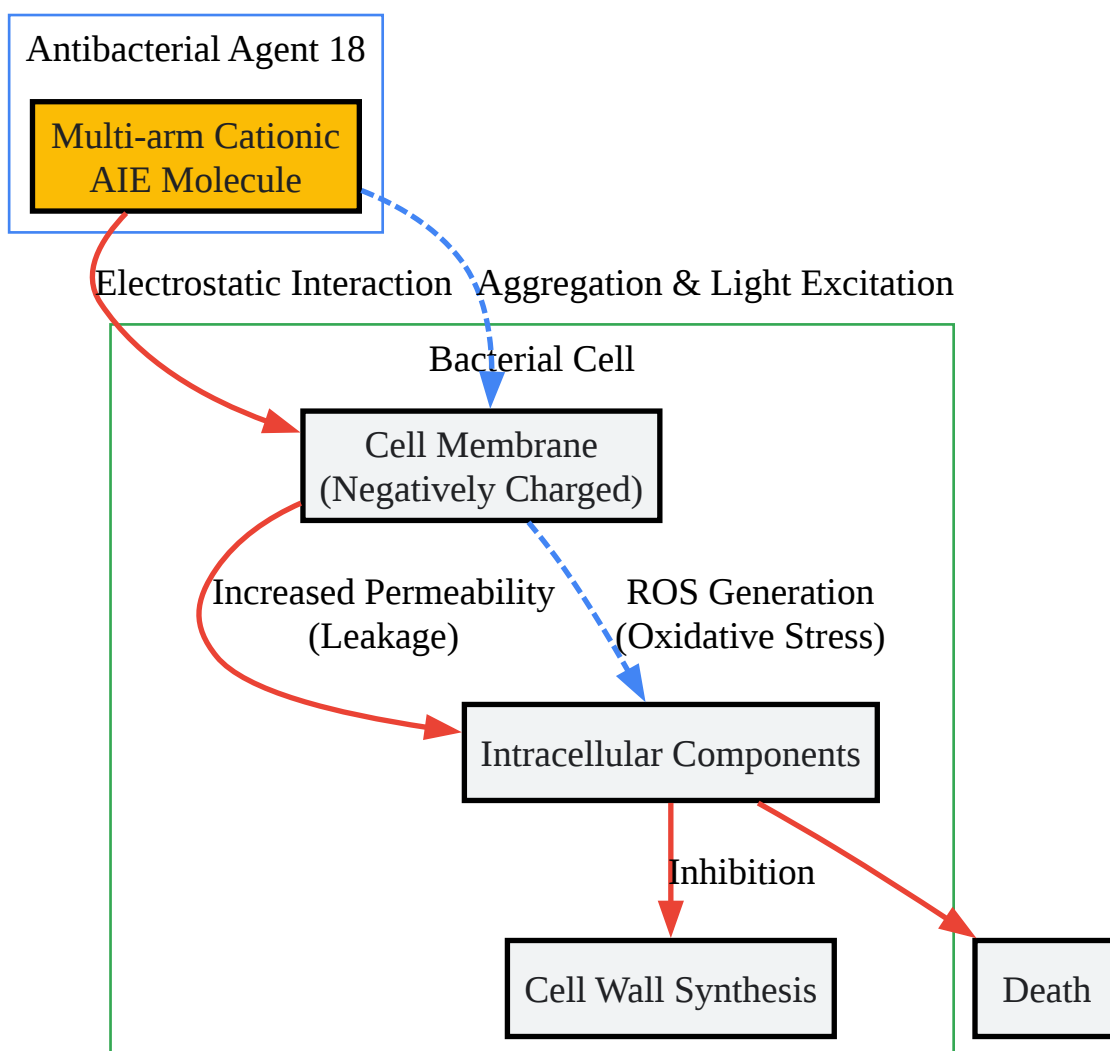 Antibacterial Agent 18
Multi-arm Cationic
AIE Molecule
Electrostatic Interaction
Aggregation & Light Excitation
Bacterial Cell
Cell Membrane
(Negatively Charged)
Increased Permeability
(Leakage)
ROS Generation
(Oxidative Stress)
Intracellular Components
Inhibition
Cell Wall Synthesis
Death